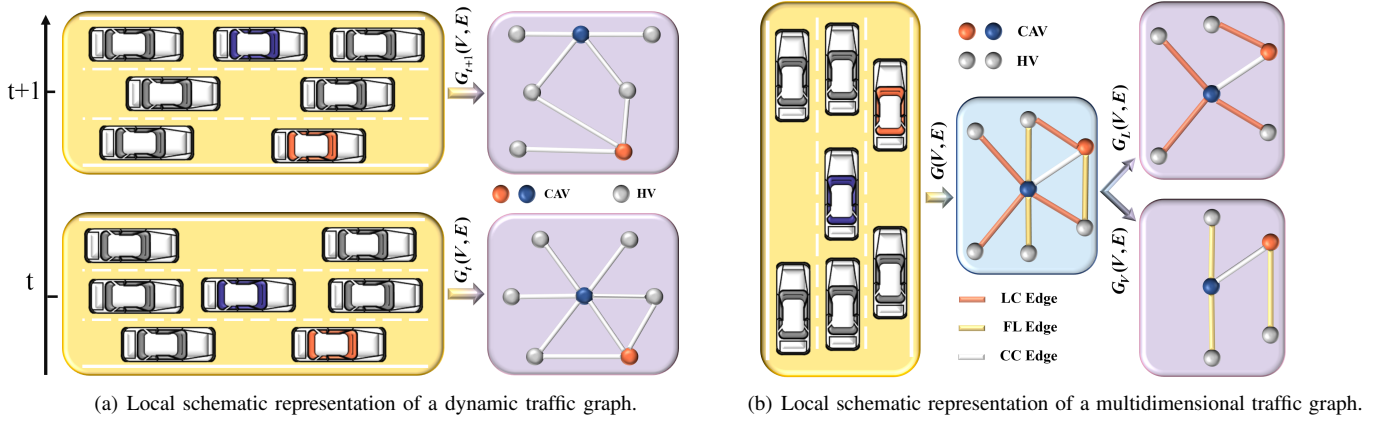 t+1
G_{t+1}(V, E)
CAV
HV
t
G_t(V, E)
(a) Local schematic representation of a dynamic traffic graph.
CAV
HV
G(V, E)
G_L(V, E)
G_F(V, E)
LC Edge
FL Edge
CC Edge
(b) Local schematic representation of a multidimensional traffic graph.